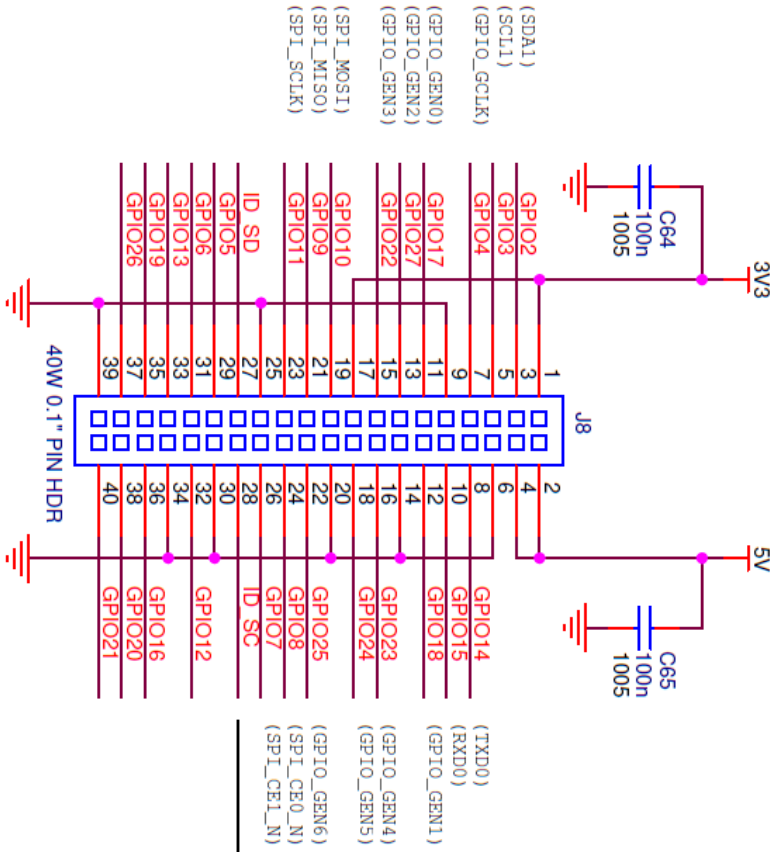 3V3 5V
C64 C65
100n 100n
1005 1005
J8
1 2
(SDA1) GPIO2 3 4
(SCL1) GPIO3 5 6
(GPIO_GCLK) GPIO4 7 8 GPIO14 (TXD0)
9 10 GPIO15 (RXD0)
(GPIO_GEN0) GPIO17 11 12 GPIO18 (GPIO_GEN1)
(GPIO_GEN2) GPIO27 13 14
(GPIO_GEN3) GPIO22 15 16 GPIO23 (GPIO_GEN4)
17 18 GPIO24 (GPIO_GEN5)
(SPI_MOSI) GPIO10 19 20
(SPI_MISO) GPIO9 21 22 GPIO25 (GPIO_GEN6)
(SPI_SCLK) GPIO11 23 24 GPIO8 (SPI_CE0_N)
25 26 GPIO7 (SPI_CE1_N)
ID_SD 27 28 ID_SC
GPIO5 29 30
GPIO6 31 32 GPIO12
GPIO13 33 34
GPIO19 35 36 GPIO16
GPIO26 37 38 GPIO20
39 40 GPIO21
40W 0.1" PIN HDR